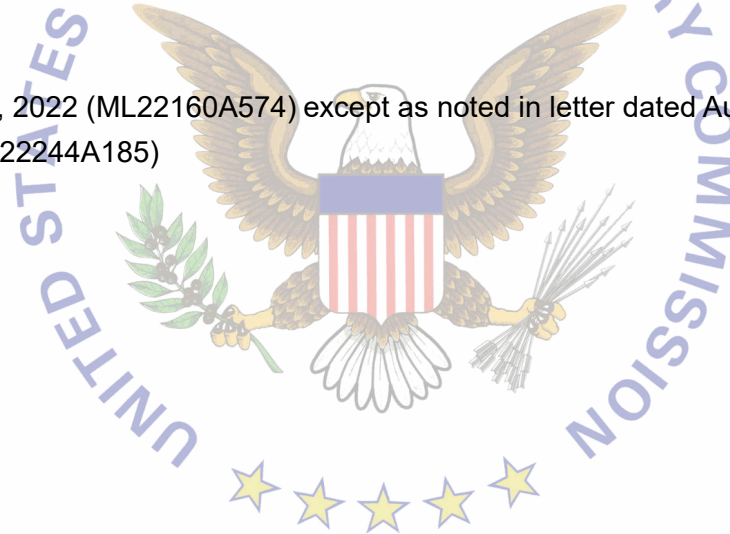 , 2022 (ML22160A574) except as noted in letter dated Au
22244A185)
UNITED STATES
Y COMMISSION